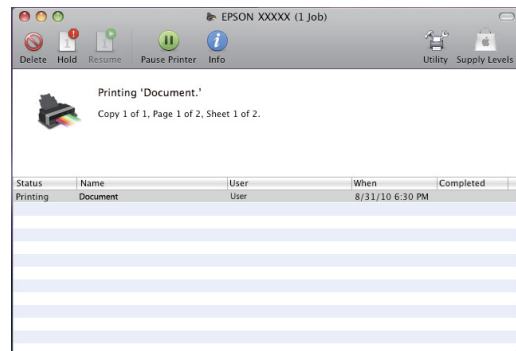 EPSON XXXXX (1 Job)
Delete Hold Resume Pause Printer Info Utility Supply Levels
Printing 'Document.'
Copy 1 of 1, Page 1 of 2, Sheet 1 of 2.
Status Name User When Completed
Printing Document User 8/31/10 6:30 PM